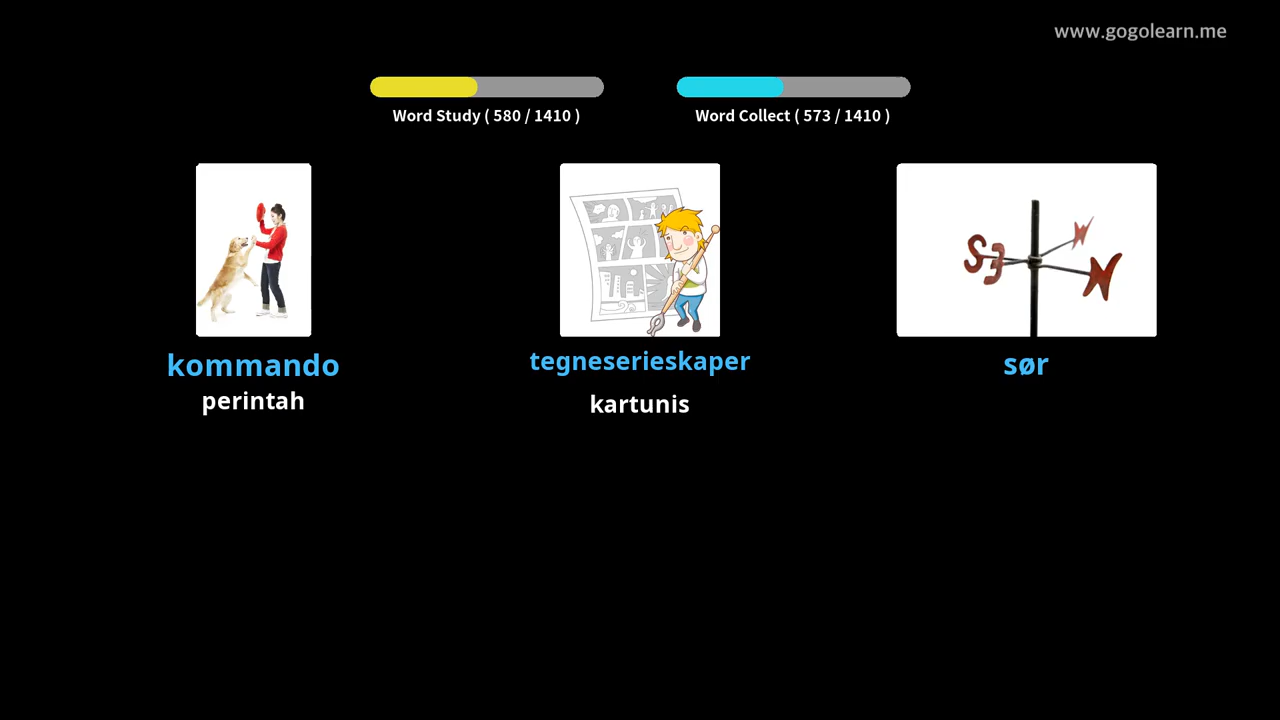 www.gogolearn.me
Word Study ( 580 / 1410 )
Word Collect ( 573 / 1410 )
S
E
N
W
kommando
perintah
tegneserieskaper
kartunis
sør